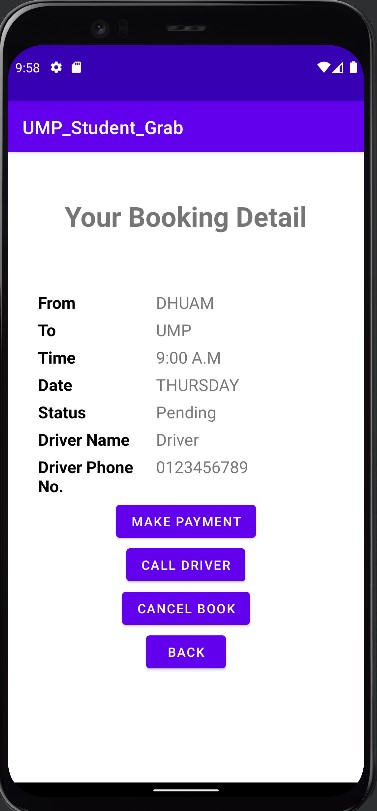 9:58
UMP_Student_Grab
Your Booking Detail
From DHUAM
To UMP
Time 9:00 A.M
Date THURSDAY
Status Pending
Driver Name Driver
Driver Phone 0123456789
No.
MAKE PAYMENT
CALL DRIVER
CANCEL BOOK
BACK